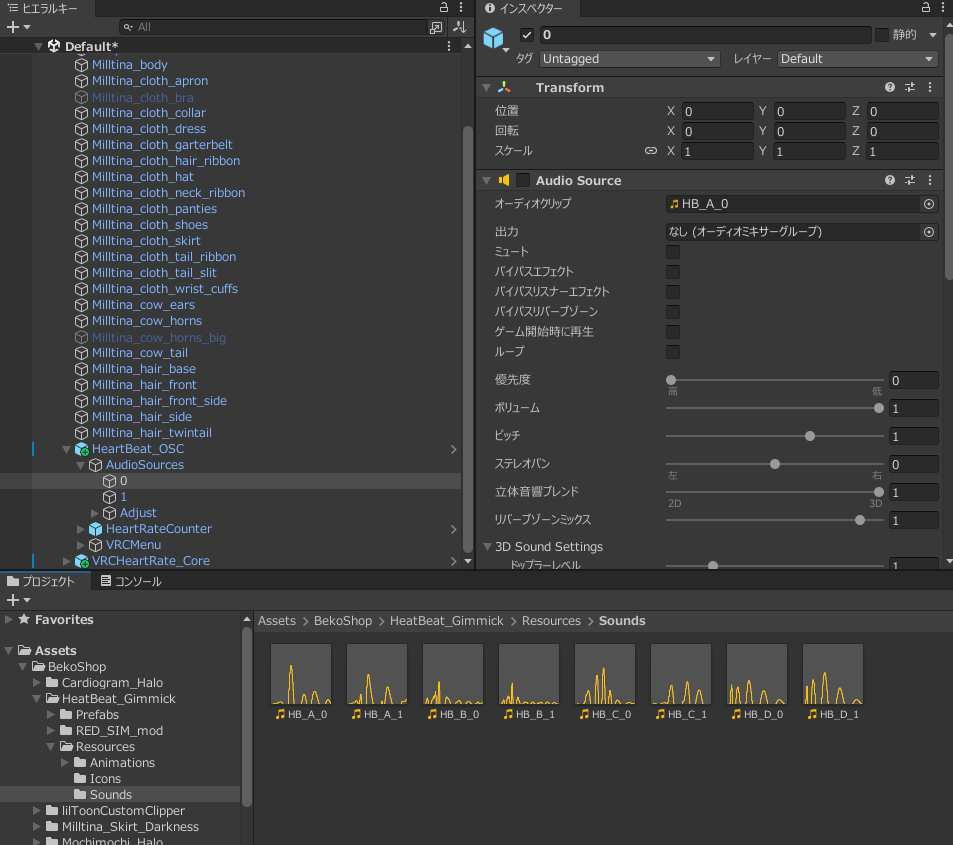 ヒエラルキー
All
Default*
Milltina_body
Milltina_cloth_apron
Milltina_cloth_bra
Milltina_cloth_collar
Milltina_cloth_dress
Milltina_cloth_garterbelt
Milltina_cloth_hair_ribbon
Milltina_cloth_hat
Milltina_cloth_neck_ribbon
Milltina_cloth_panties
Milltina_cloth_shoes
Milltina_cloth_skirt
Milltina_cloth_tail_ribbon
Milltina_cloth_tail_slit
Milltina_cloth_wrist_cuffs
Milltina_cow_ears
Milltina_cow_horns
Milltina_cow_horns_big
Milltina_cow_tail
Milltina_hair_base
Milltina_hair_front
Milltina_hair_front_side
Milltina_hair_side
Milltina_hair_twintail
HeartBeat_OSC
AudioSources
0
1
Adjust
HeartRateCounter
VRCMenu
VRCHeartRate_Core
インスペクター
0 静的
タグ Untagged レイヤー Default
Transform
位置 X 0 Y 0 Z 0
回転 X 0 Y 0 Z 0
スケール X 1 Y 1 Z 1
Audio Source
オーディオクリップ HB_A_0
出力 なし (オーディオミキサーグループ)
ミュート
バイパスエフェクト
バイパスリスナーエフェクト
バイパスリバーブゾーン
ゲーム開始時に再生
ループ
優先度 0
高 低
ボリューム 1
ピッチ 1
ステレオパン 0
左 右
立体音響ブレンド 1
2D 3D
リバーブゾーンミックス 1
3D Sound Settings
ドップラーレベル 1
プロジェクト コンソール
Favorites
Assets
BekoShop
Cardiogram_Halo
HeatBeat_Gimmick
Prefabs
RED_SIM_mod
Resources
Animations
Icons
Sounds
lilToonCustomClipper
Milltina_Skirt_Darkness
Mochimochi_Halo
Assets > BekoShop > HeatBeat_Gimmick > Resources > Sounds
HB_A_0 HB_A_1 HB_B_0 HB_B_1 HB_C_0 HB_C_1 HB_D_0 HB_D_1